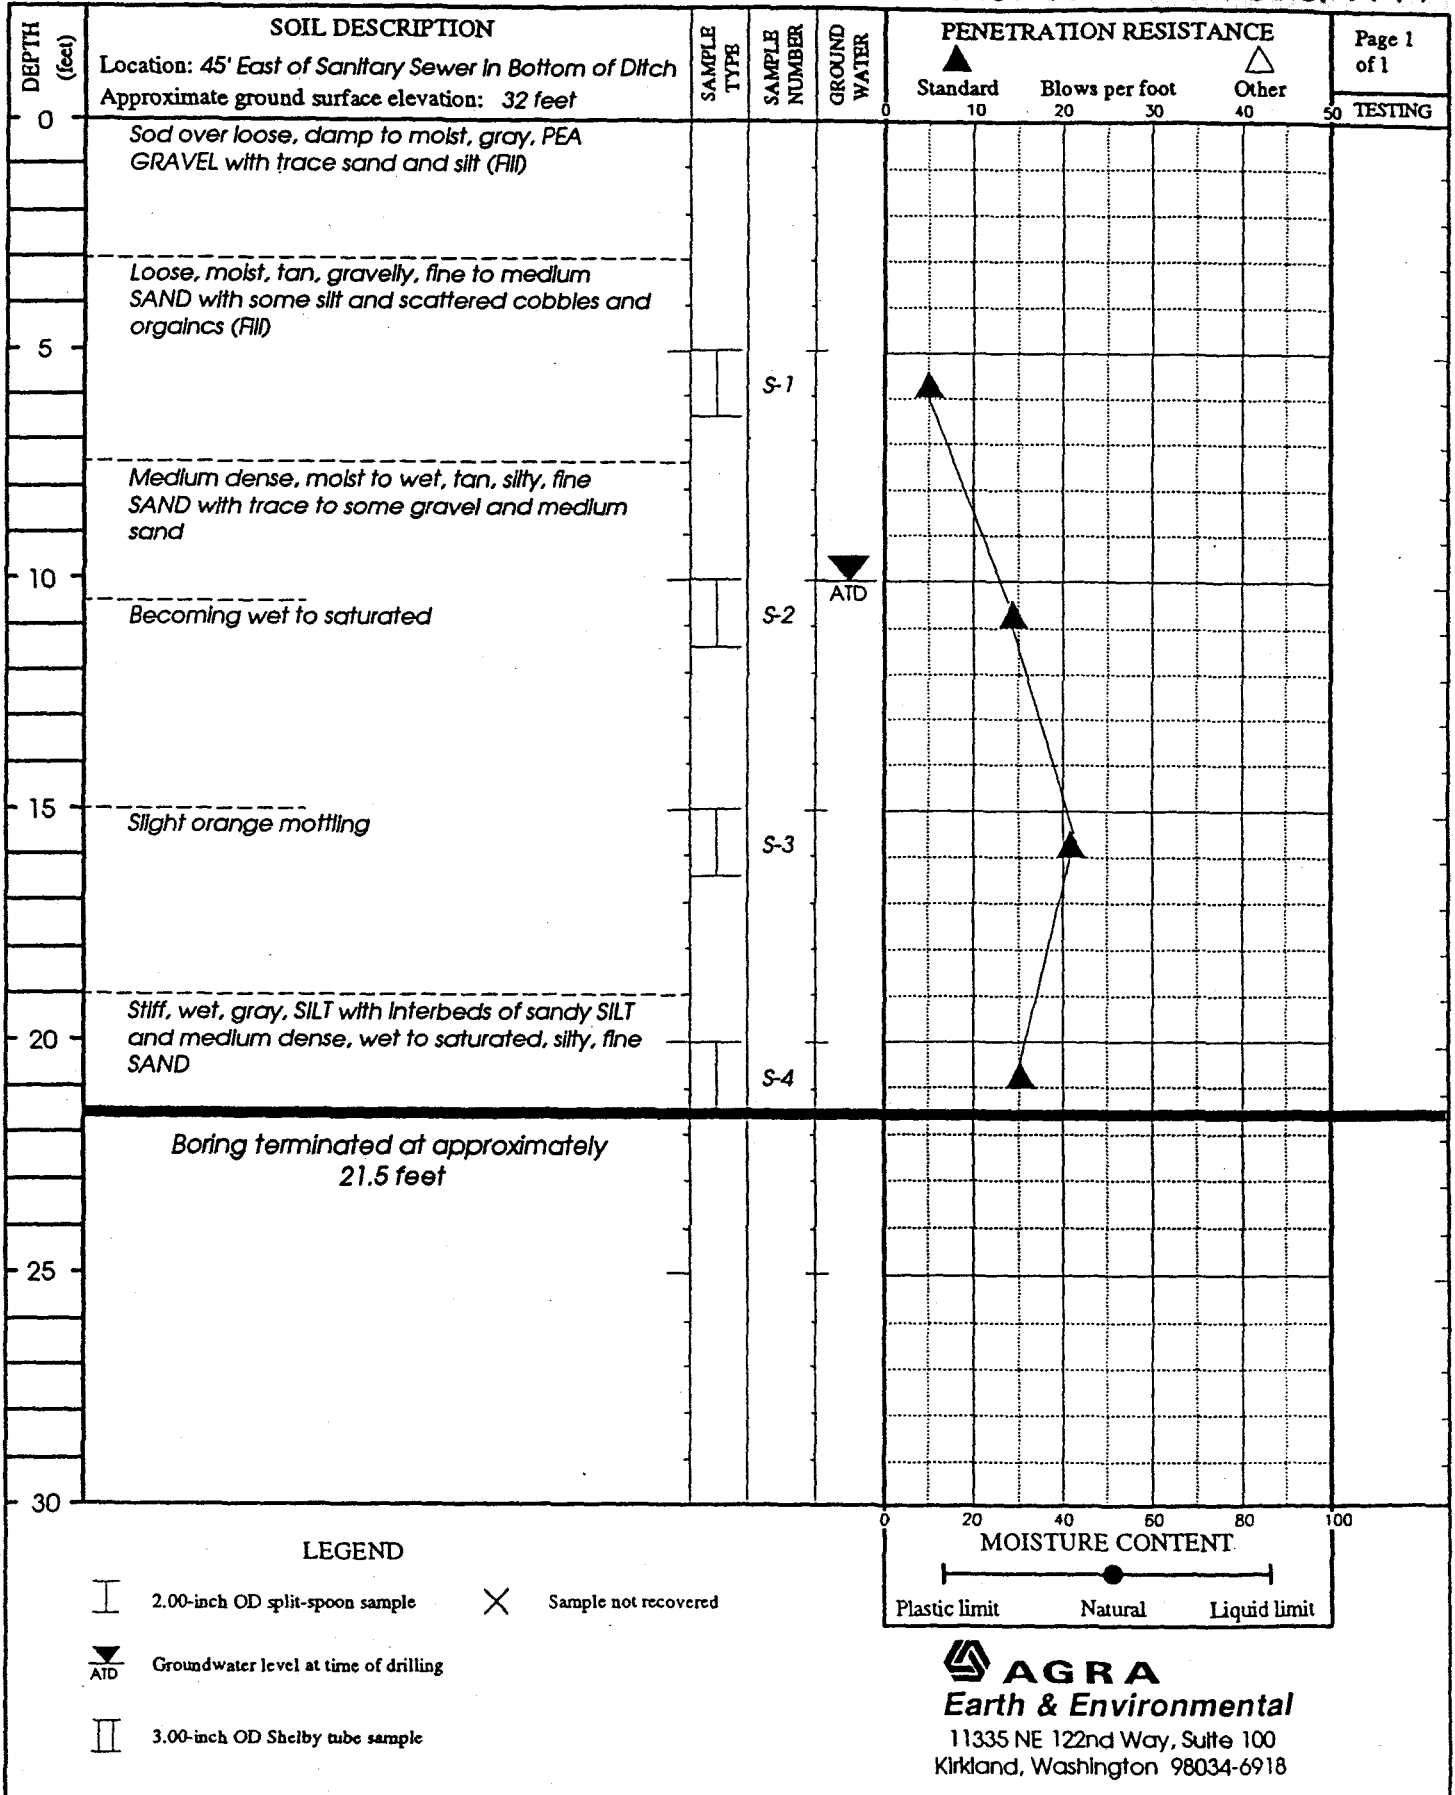 DEPTH
(feet)
SOIL DESCRIPTION
Location: 45' East of Sanitary Sewer in Bottom of Ditch
Approximate ground surface elevation: 32 feet
SAMPLE
TYPE
SAMPLE
NUMBER
GROUND
WATER
PENETRATION RESISTANCE
Standard Blows per foot Other
0 10 20 30 40 50
Page 1
of 1
TESTING
0
Sod over loose, damp to moist, gray, PEA
GRAVEL with trace sand and silt (Fill)
Loose, moist, tan, gravelly, fine to medium
SAND with some silt and scattered cobbles and
orgaincs (Fill)
5
S-1
Medium dense, moist to wet, tan, silty, fine
SAND with trace to some gravel and medium
sand
10
ATD
Becoming wet to saturated
S-2
15
Slight orange mottling
S-3
Stiff, wet, gray, SILT with interbeds of sandy SILT
and medium dense, wet to saturated, silty, fine
SAND
20
S-4
Boring terminated at approximately
21.5 feet
25
30
0 20 40 60 80 100
MOISTURE CONTENT
Plastic limit Natural Liquid limit
LEGEND
2.00-inch OD split-spoon sample
Sample not recovered
ATD
Groundwater level at time of drilling
3.00-inch OD Shelby tube sample
AGRA
Earth & Environmental
11335 NE 122nd Way, Suite 100
Kirkland, Washington 98034-6918